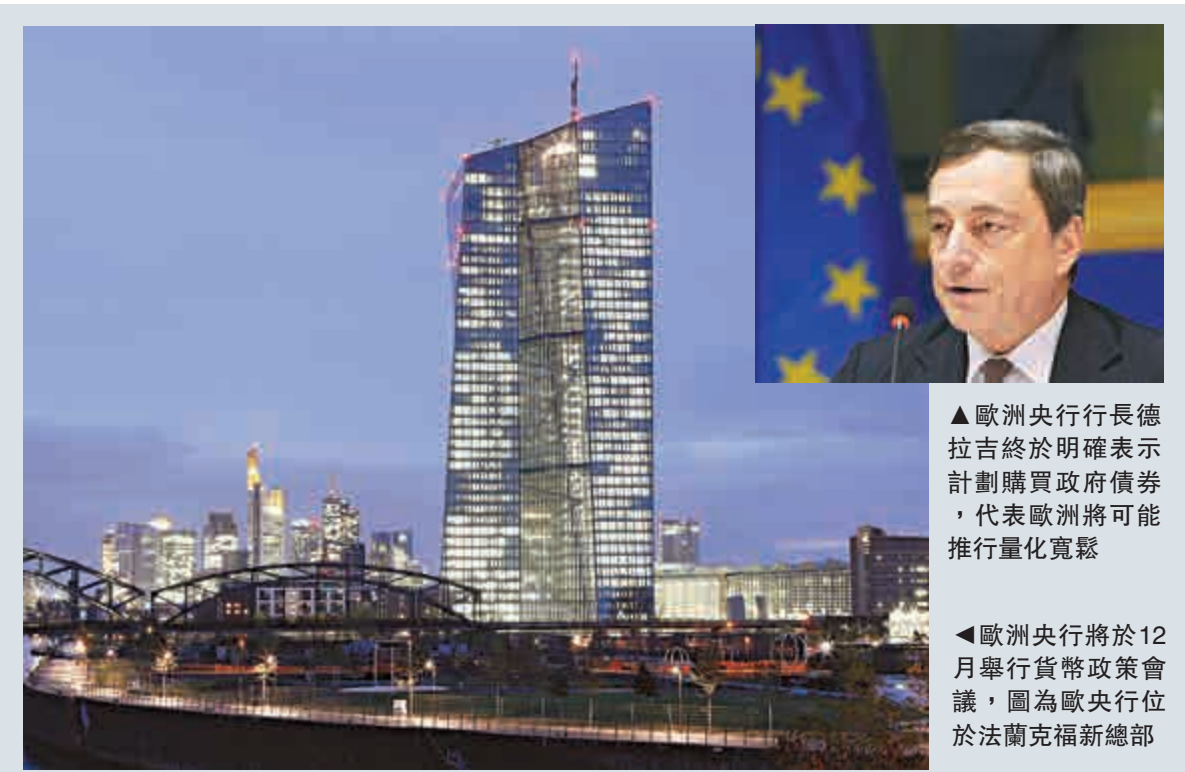 ▲歐洲央行行長德
拉吉終於明確表示
計劃購買政府債券
，代表歐洲將可能
推行量化寬鬆
◀歐洲央行將於12
月舉行貨幣政策會
議，圖為歐央行位
於法蘭克福新總部